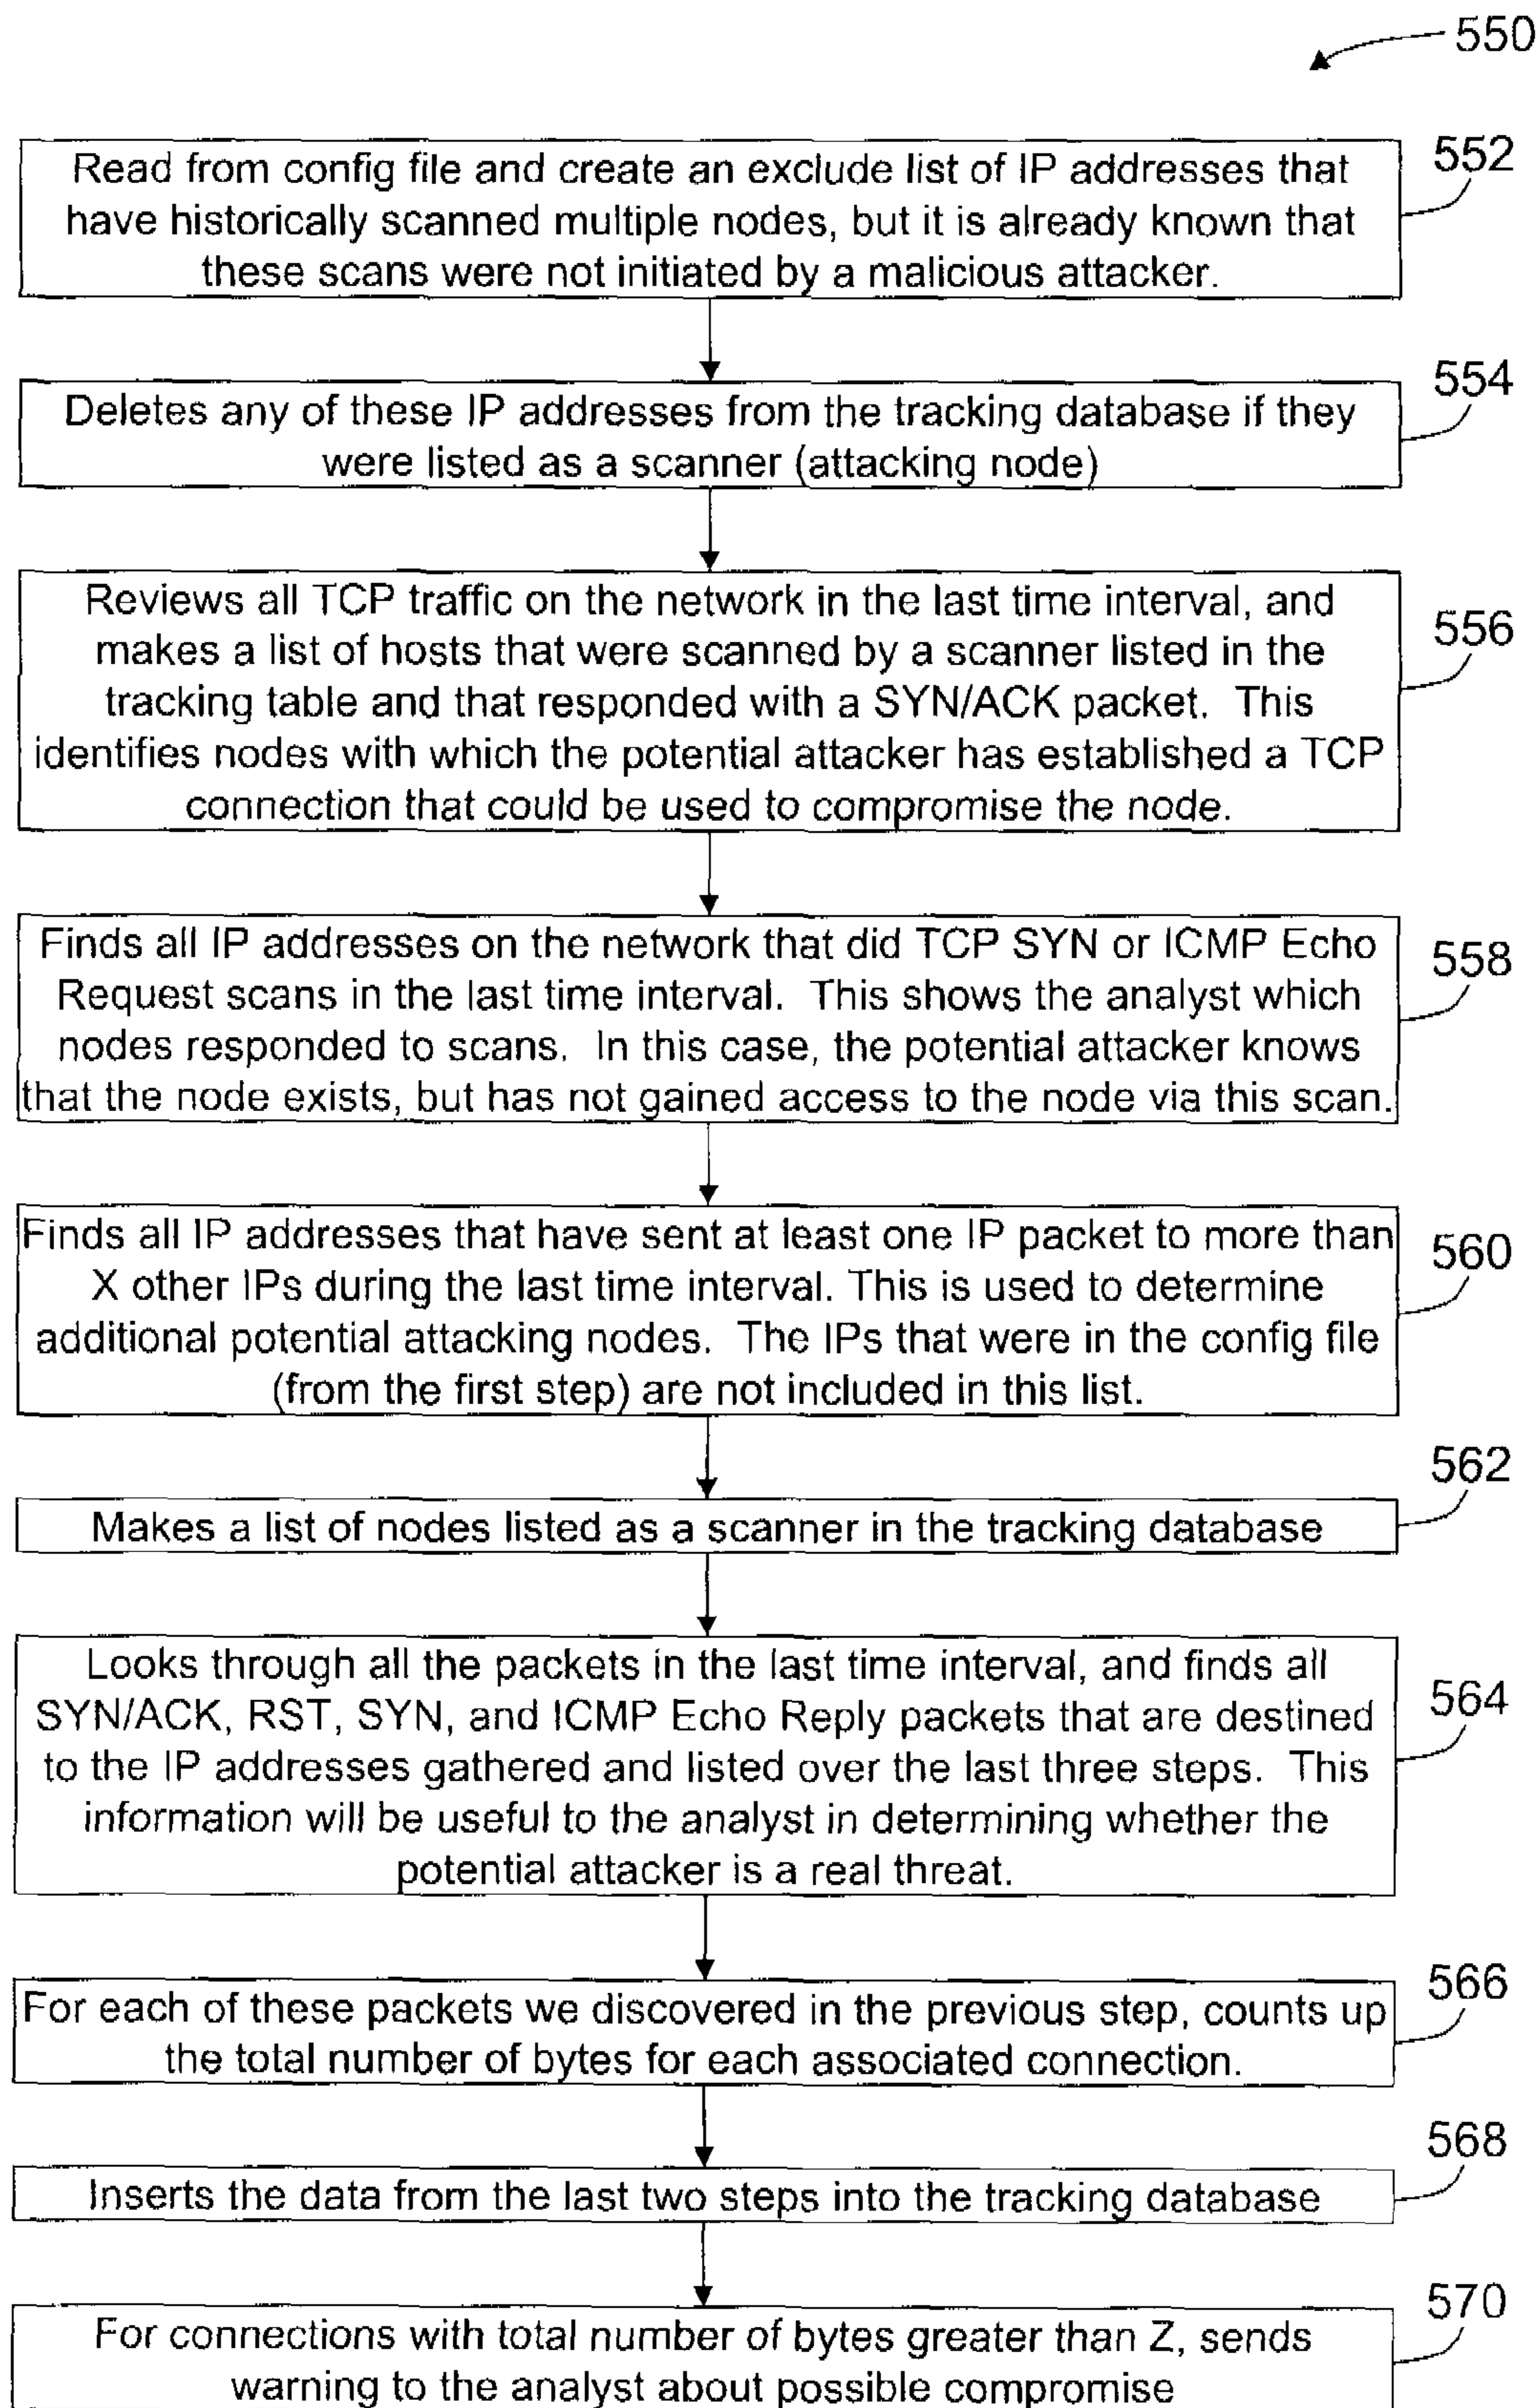 550
552
Read from config file and create an exclude list of IP addresses that
have historically scanned multiple nodes, but it is already known that
these scans were not initiated by a malicious attacker.
554
Deletes any of these IP addresses from the tracking database if they
were listed as a scanner (attacking node)
556
Reviews all TCP traffic on the network in the last time interval, and
makes a list of hosts that were scanned by a scanner listed in the
tracking table and that responded with a SYN/ACK packet. This
identifies nodes with which the potential attacker has established a TCP
connection that could be used to compromise the node.
558
Finds all IP addresses on the network that did TCP SYN or ICMP Echo
Request scans in the last time interval. This shows the analyst which
nodes responded to scans. In this case, the potential attacker knows
that the node exists, but has not gained access to the node via this scan.
560
Finds all IP addresses that have sent at least one IP packet to more than
X other IPs during the last time interval. This is used to determine
additional potential attacking nodes. The IPs that were in the config file
(from the first step) are not included in this list.
562
Makes a list of nodes listed as a scanner in the tracking database
564
Looks through all the packets in the last time interval, and finds all
SYN/ACK, RST, SYN, and ICMP Echo Reply packets that are destined
to the IP addresses gathered and listed over the last three steps. This
information will be useful to the analyst in determining whether the
potential attacker is a real threat.
566
For each of these packets we discovered in the previous step, counts up
the total number of bytes for each associated connection.
568
Inserts the data from the last two steps into the tracking database
570
For connections with total number of bytes greater than Z, sends
warning to the analyst about possible compromise